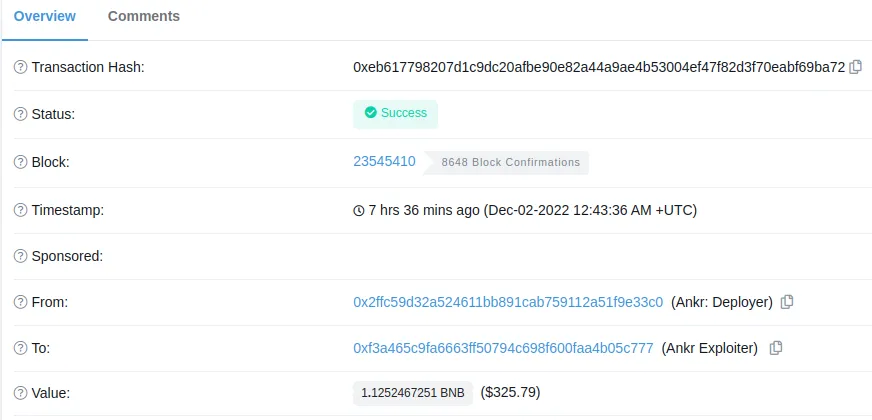 Overview Comments
Transaction Hash: 0xeb617798207d1c9dc20afbe90e82a44a9ae4b53004ef47f82d3f70eabf69ba72
Status: Success
Block: 23545410 8648 Block Confirmations
Timestamp: 7 hrs 36 mins ago (Dec-02-2022 12:43:36 AM +UTC)
Sponsored:
From: 0x2ffc59d32a524611bb891cab759112a51f9e33c0 (Ankr: Deployer)
To: 0xf3a465c9fa6663ff50794c698f600faa4b05c777 (Ankr Exploiter)
Value: 1.1252467251 BNB ($325.79)